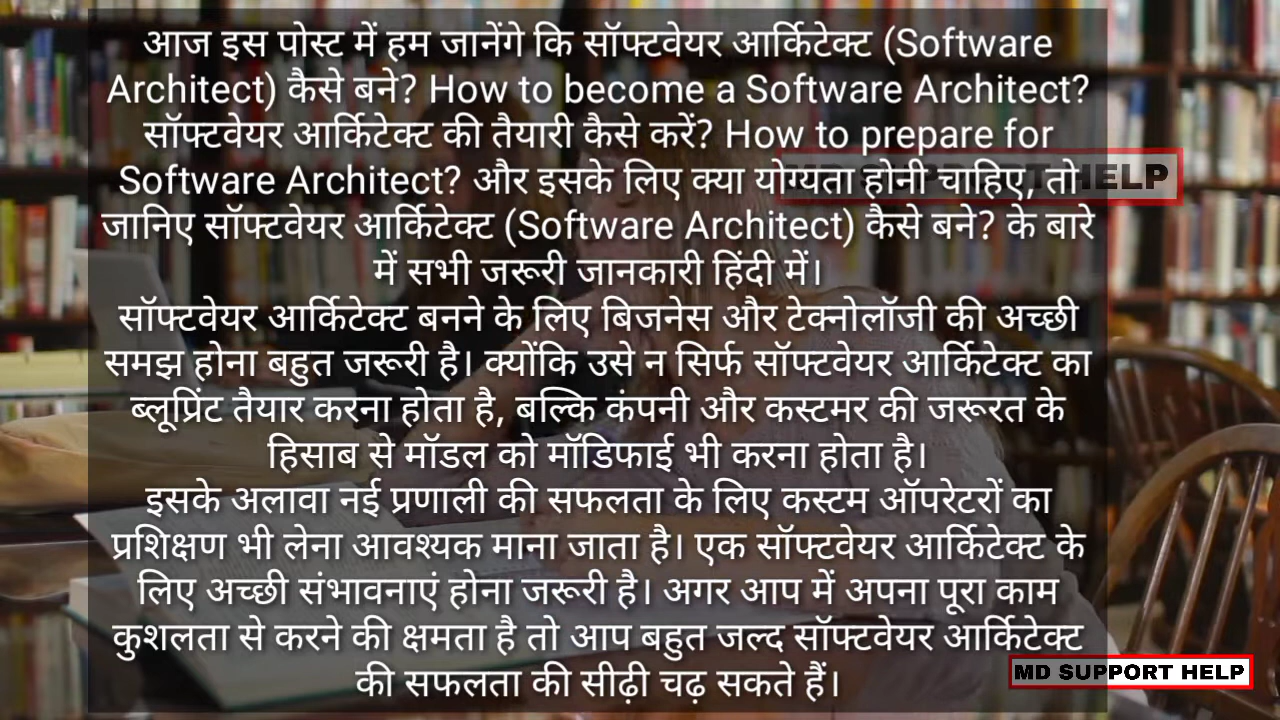 आज इस पोस्ट में हम जानेंगे कि सॉफ्टवेयर आर्किटेक्ट (Software
Architect) कैसे बने? How to become a Software Architect?
सॉफ्टवेयर आर्किटेक्ट की तैयारी कैसे करें? How to prepare for
Software Architect? और इसके लिए क्या योग्यता होनी चाहिए, तो
जानिए सॉफ्टवेयर आर्किटेक्ट (Software Architect) कैसे बने? के बारे
में सभी जरूरी जानकारी हिंदी में।
सॉफ्टवेयर आर्किटेक्ट बनने के लिए बिजनेस और टेक्नोलॉजी की अच्छी
समझ होना बहुत जरूरी है। क्योंकि उसे न सिर्फ सॉफ्टवेयर आर्किटेक्ट का
ब्लूप्रिंट तैयार करना होता है, बल्कि कंपनी और कस्टमर की जरूरत के
हिसाब से मॉडल को मॉडिफाई भी करना होता है।
इसके अलावा नई प्रणाली की सफलता के लिए कस्टम ऑपरेटरों का
प्रशिक्षण भी लेना आवश्यक माना जाता है। एक सॉफ्टवेयर आर्किटेक्ट के
लिए अच्छी संभावनाएं होना जरूरी है। अगर आप में अपना पूरा काम
कुशलता से करने की क्षमता है तो आप बहुत जल्द सॉफ्टवेयर आर्किटेक्ट
की सफलता की सीढ़ी चढ़ सकते हैं।
MD SUPPORT HELP
MD SUPPORT HELP